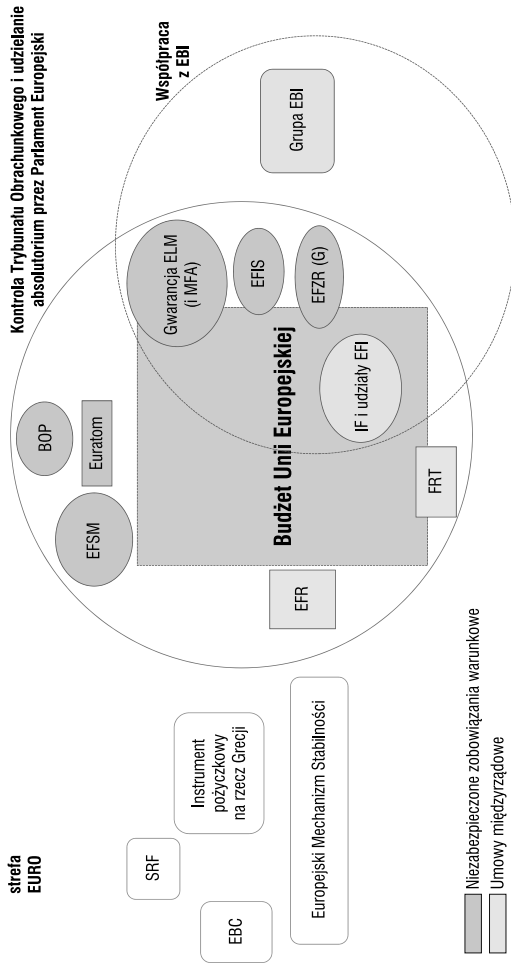 strefa
EURO
Kontrola Trybunału Obrachunkowego i udzielanie
absolutorium przez Parlament Europejski
Współpraca
z EBI
SRF
EBC
Instrument
pożyczkowy
na rzecz Grecji
Europejski Mechanizm Stabilności
EFSM
BOP
Euratom
Gwarancja ELM
(i MFA)
EFIS
EFZR (G)
Grupa EBI
Budżet Unii Europejskiej
EFR
IF i udziały EFI
FRT
Niezabezpieczone zobowiązania warunkowe
Umowy międzyrządowe